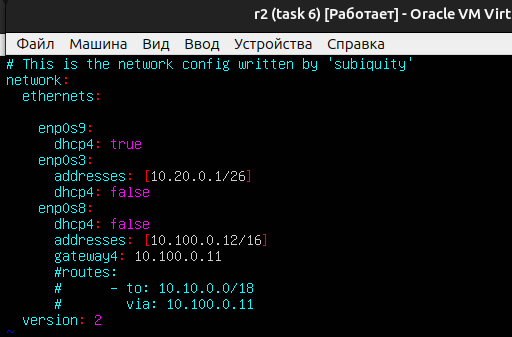 r2 (task 6) [Работает] - Oracle VM Virt
Файл Машина Вид Ввод Устройства Справка
# This is the network config written by 'subiquity'
network:
  ethernets:

    enp0s9:
      dhcp4: true
    enp0s3:
      addresses: [10.20.0.1/26]
      dhcp4: false
    enp0s8:
      dhcp4: false
      addresses: [10.100.0.12/16]
      gateway4: 10.100.0.11
      #routes:
      #      - to: 10.10.0.0/18
      #        via: 10.100.0.11
  version: 2
~